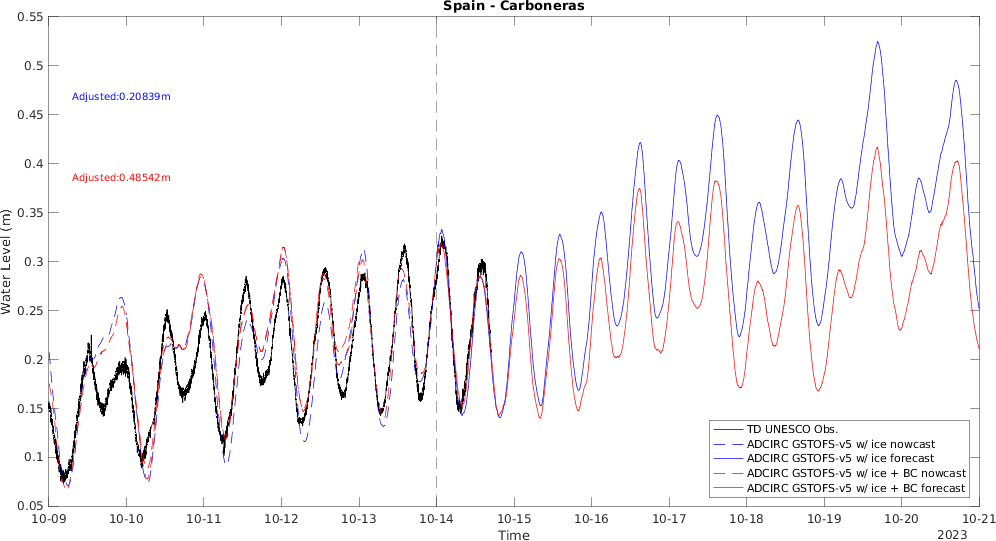 Spain - Carboneras
0.55
0.5
0.45
0.4
0.35
0.3
0.25
0.2
0.15
0.1
0.05
Water Level (m)
Adjusted:0.20839m
Adjusted:0.48542m
TD UNESCO Obs.
ADCIRC GSTOFS-v5 w/ ice nowcast
ADCIRC GSTOFS-v5 w/ ice forecast
ADCIRC GSTOFS-v5 w/ ice + BC nowcast
ADCIRC GSTOFS-v5 w/ ice + BC forecast
10-09 10-10 10-11 10-12 10-13 10-14 10-15 10-16 10-17 10-18 10-19 10-20 10-21
Time
2023